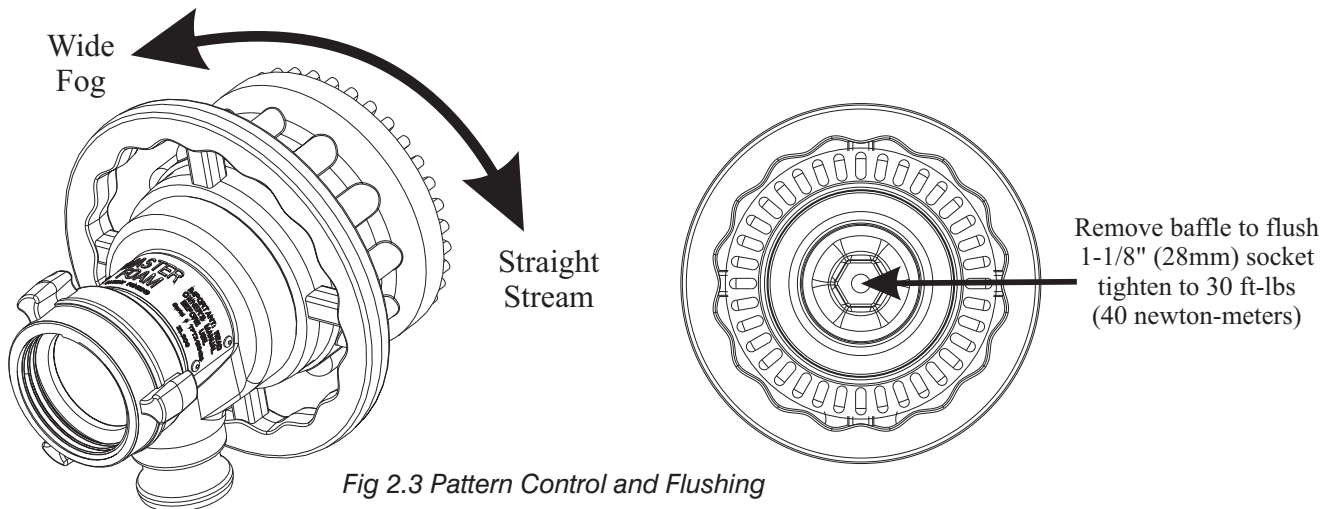 Wide
Fog
Straight
Stream
MASTER
FOAM
Remove baffle to flush
1-1/8" (28mm) socket
tighten to 30 ft-lbs
(40 newton-meters)
Fig 2.3 Pattern Control and Flushing